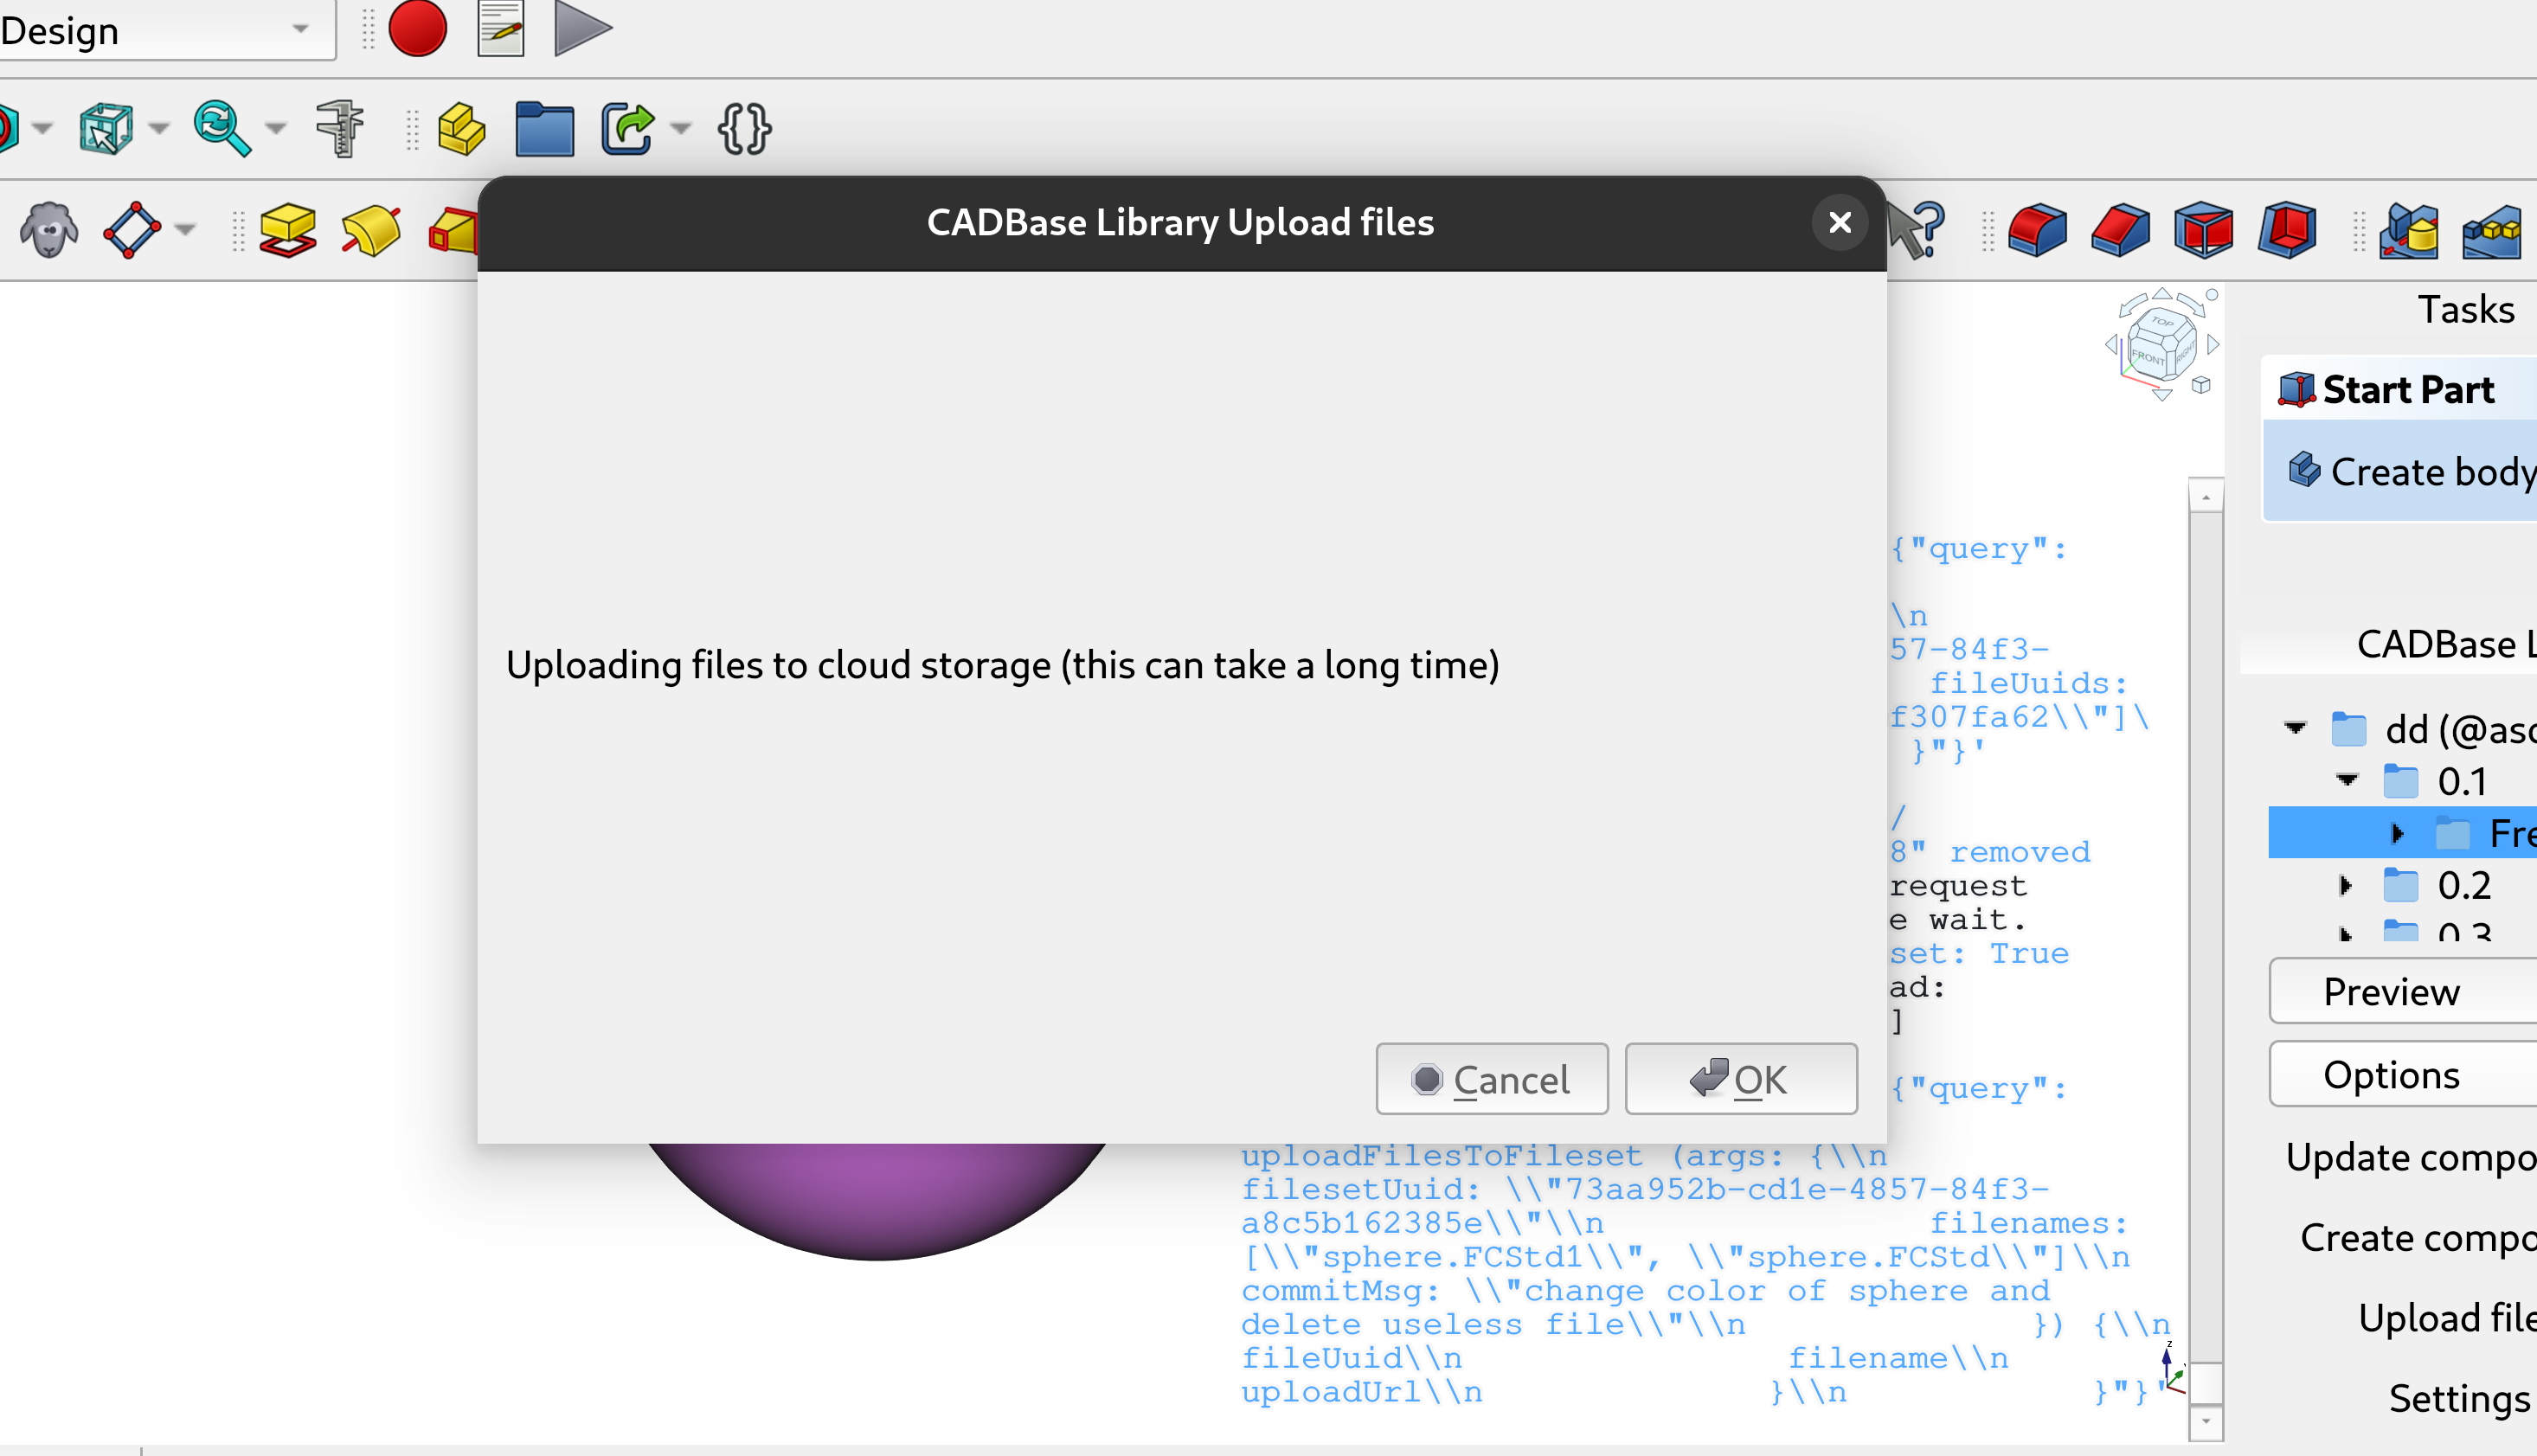 Design
CADBase Library Upload files
Uploading files to cloud storage (this can take a long time)
Cancel
OK
TOP
FRONT
RIGHT
{"query":
\n
57-84f3-
fileUuids:
f307fa62\\"]\
}"}'
/
8" removed
request
e wait.
set: True
ad:
]
{"query":
uploadFilesToFileset (args: {\\n
filesetUuid: \\"73aa952b-cd1e-4857-84f3-
a8c5b162385e\\"\\n filenames:
[\\"sphere.FCStd1\\", \\"sphere.FCStd\\"]\\n
commitMsg: \\"change color of sphere and
delete useless file\\"\\n }) {\\n
fileUuid\\n filename\\n
uploadUrl\\n }\\n }"}'
z
Tasks
Start Part
Create body
CADBase L
dd (@asc
0.1
Fre
0.2
0.3
Preview
Options
Update compo
Create compo
Upload file
Settings